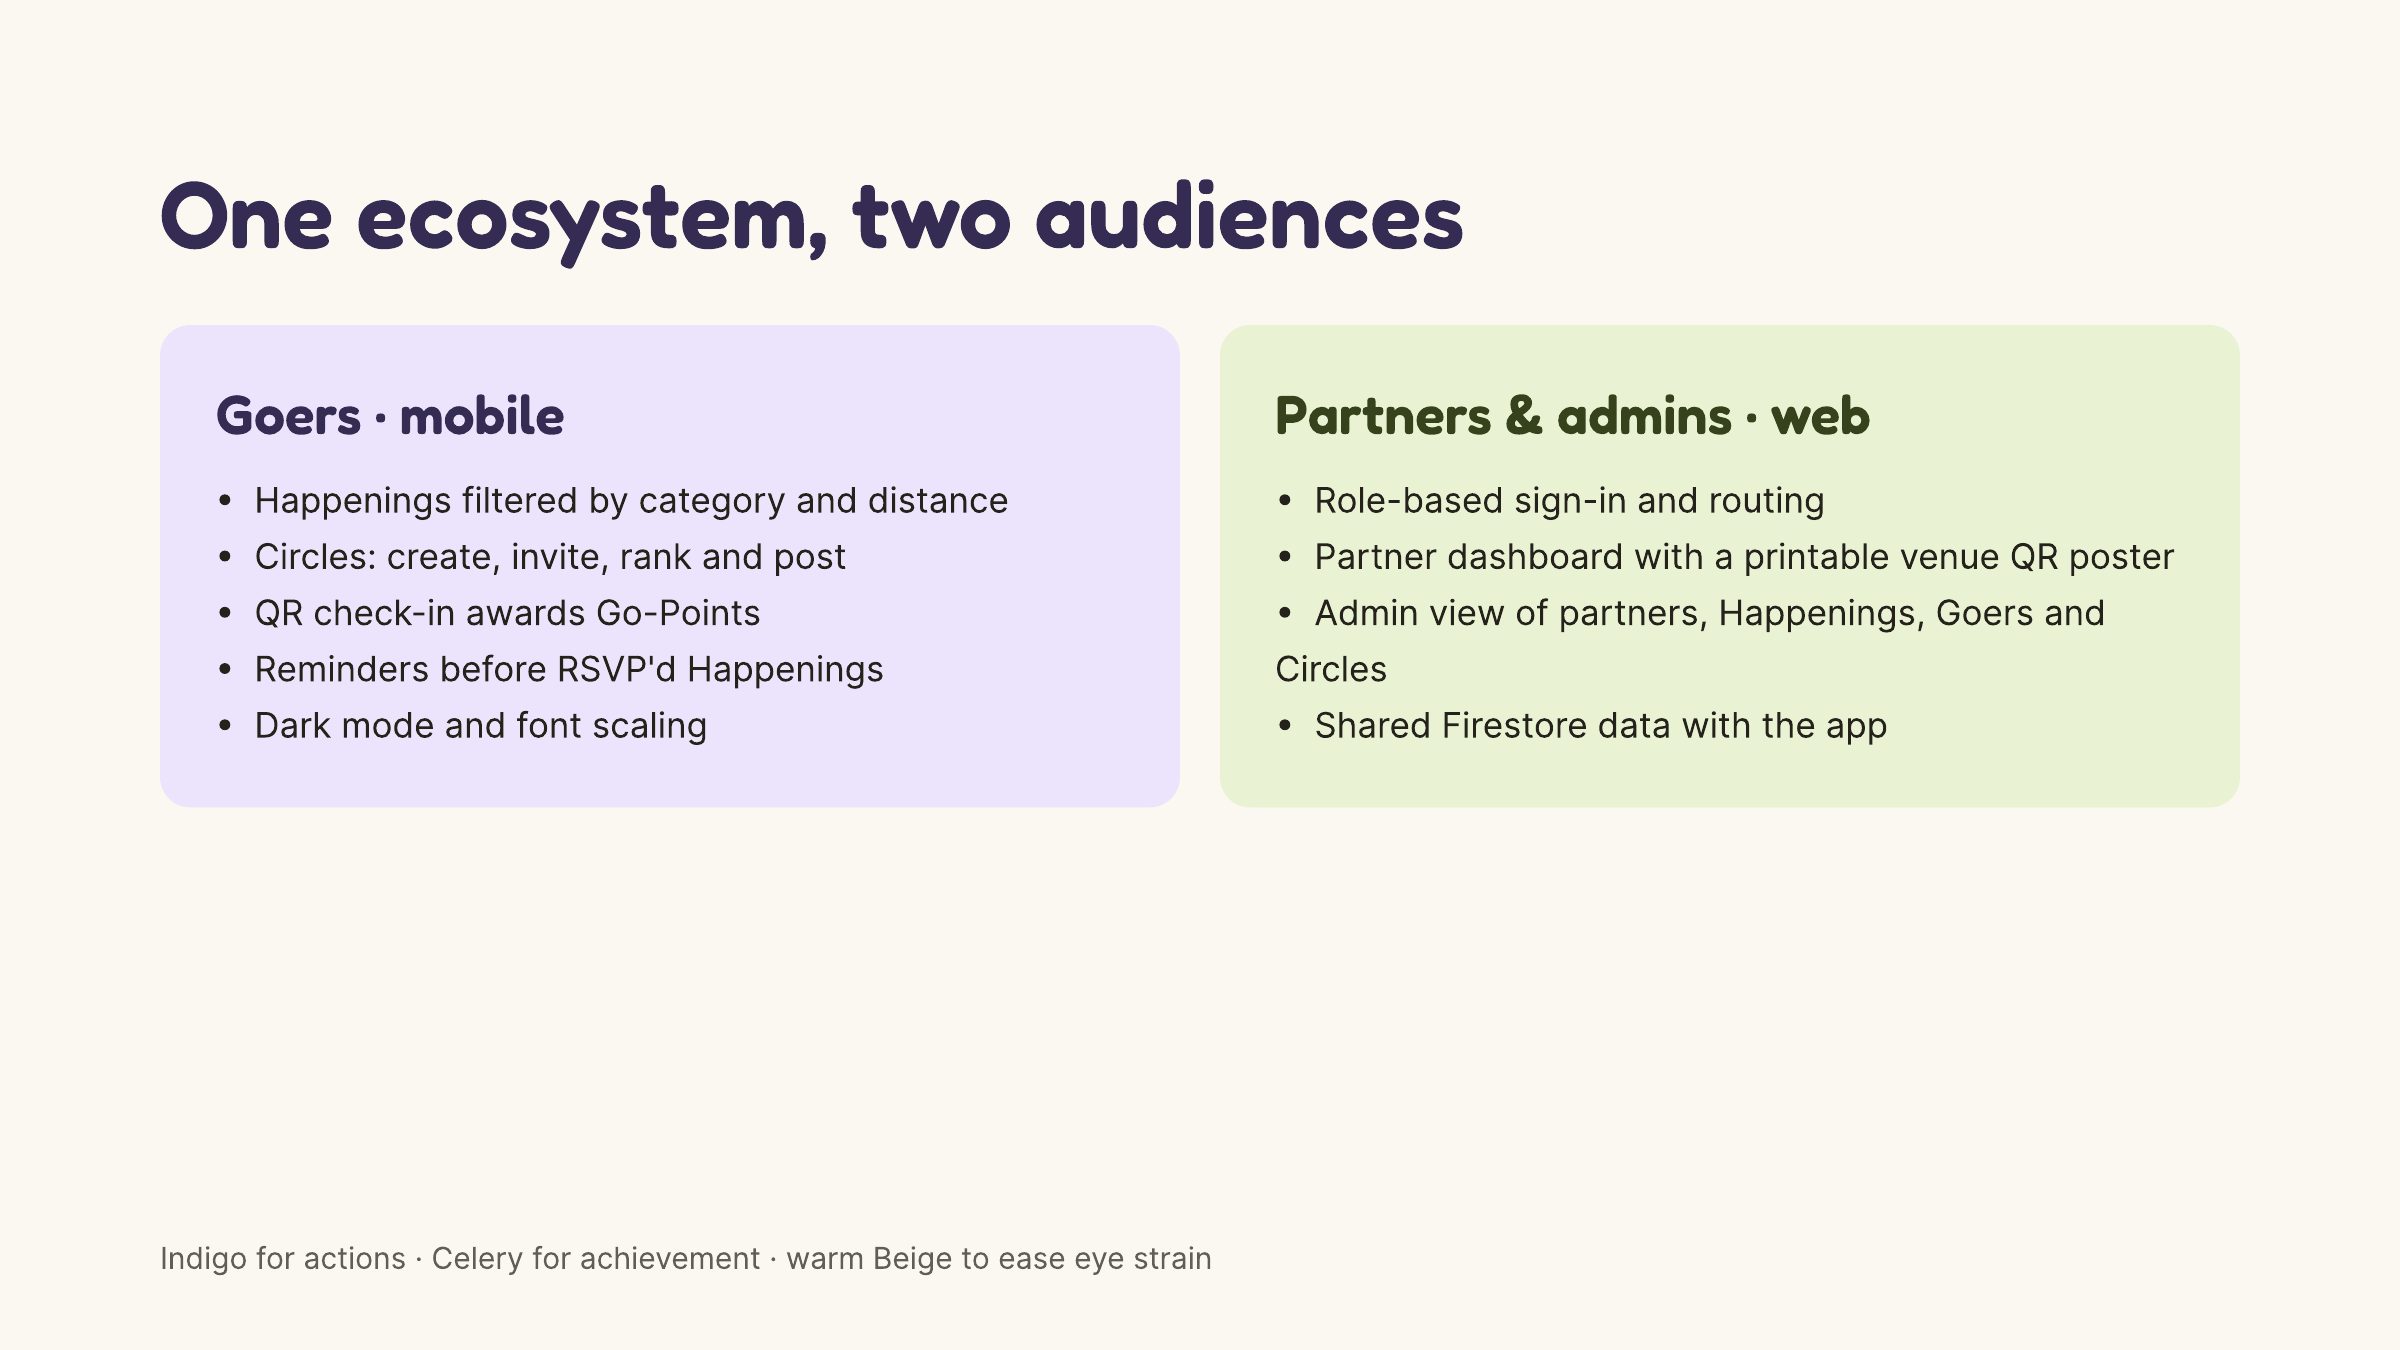 One ecosystem, two audiences
Goers · mobile
• Happenings filtered by category and distance
• Circles: create, invite, rank and post
• QR check-in awards Go-Points
• Reminders before RSVP'd Happenings
• Dark mode and font scaling
Partners & admins · web
• Role-based sign-in and routing
• Partner dashboard with a printable venue QR poster
• Admin view of partners, Happenings, Goers and
Circles
• Shared Firestore data with the app
Indigo for actions · Celery for achievement · warm Beige to ease eye strain